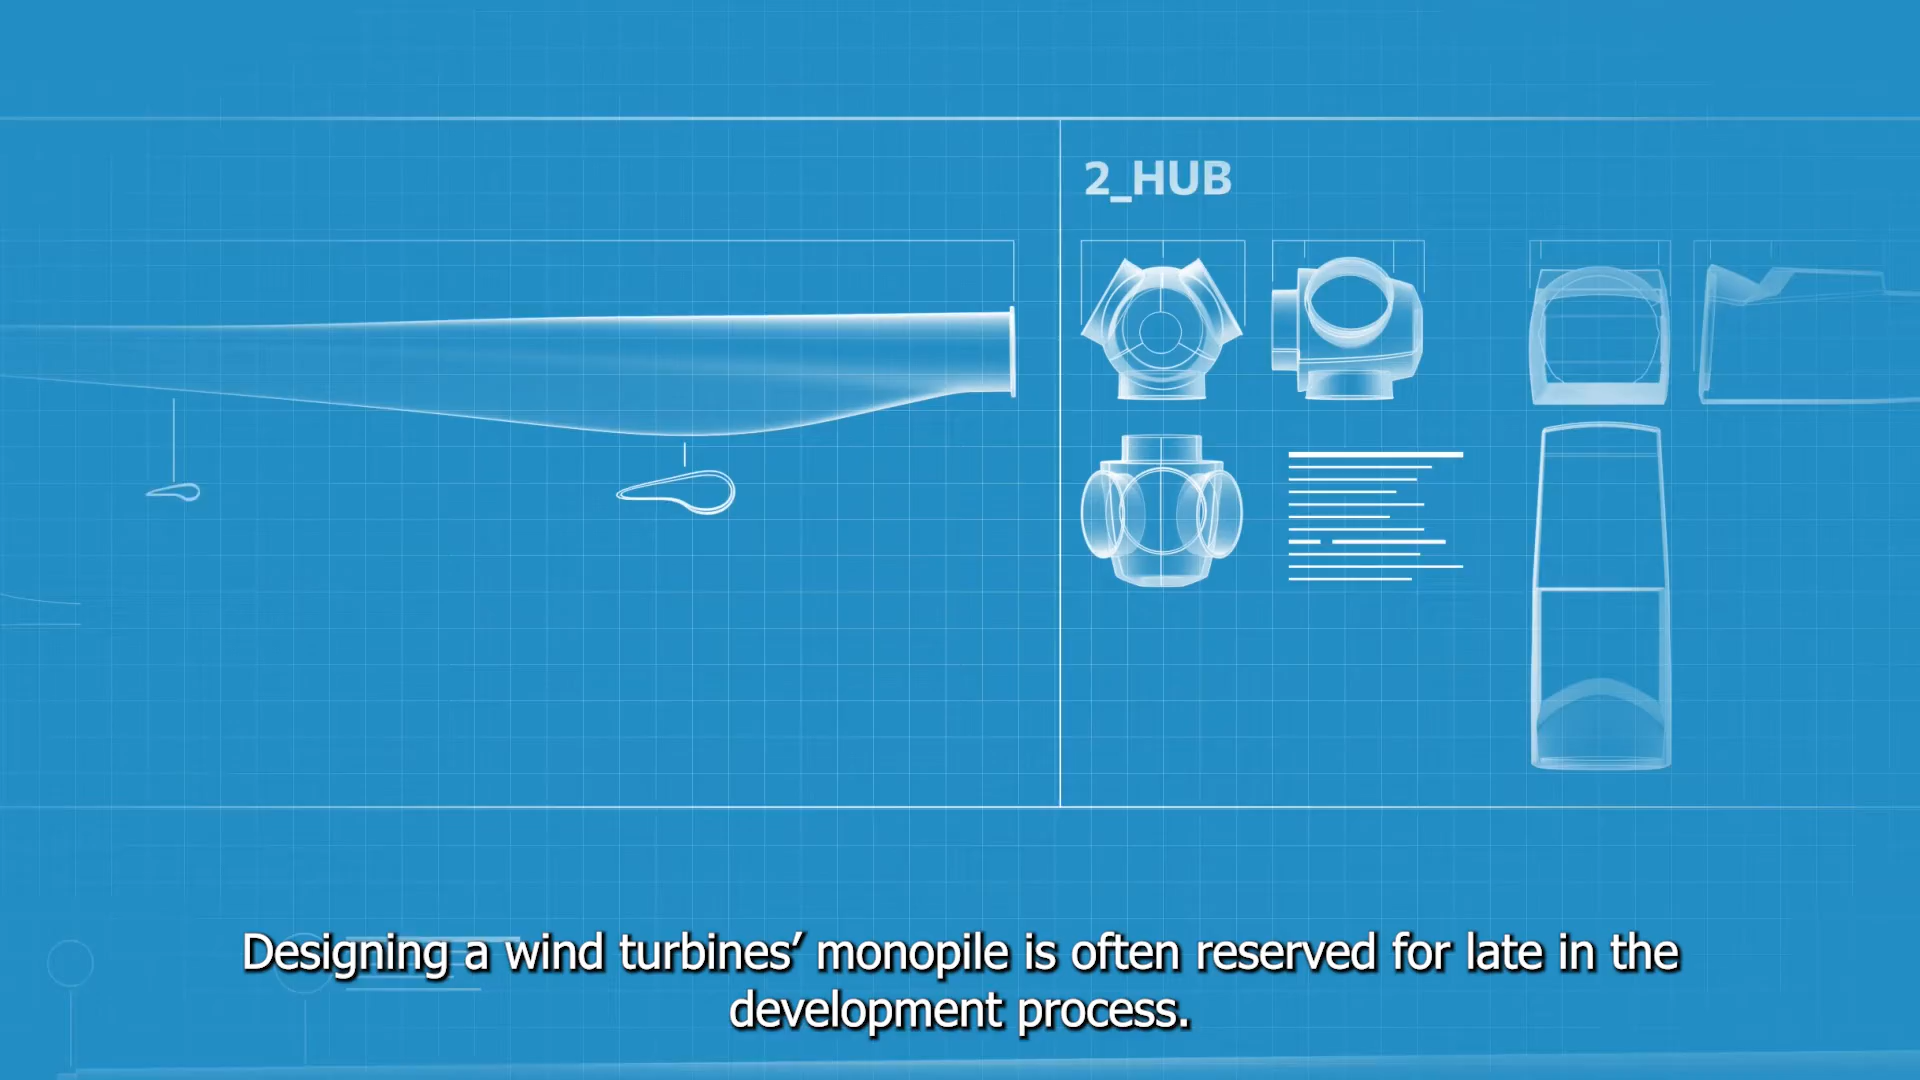 2_HUB
Designing a wind turbines’ monopile is often reserved for late in the
development process.